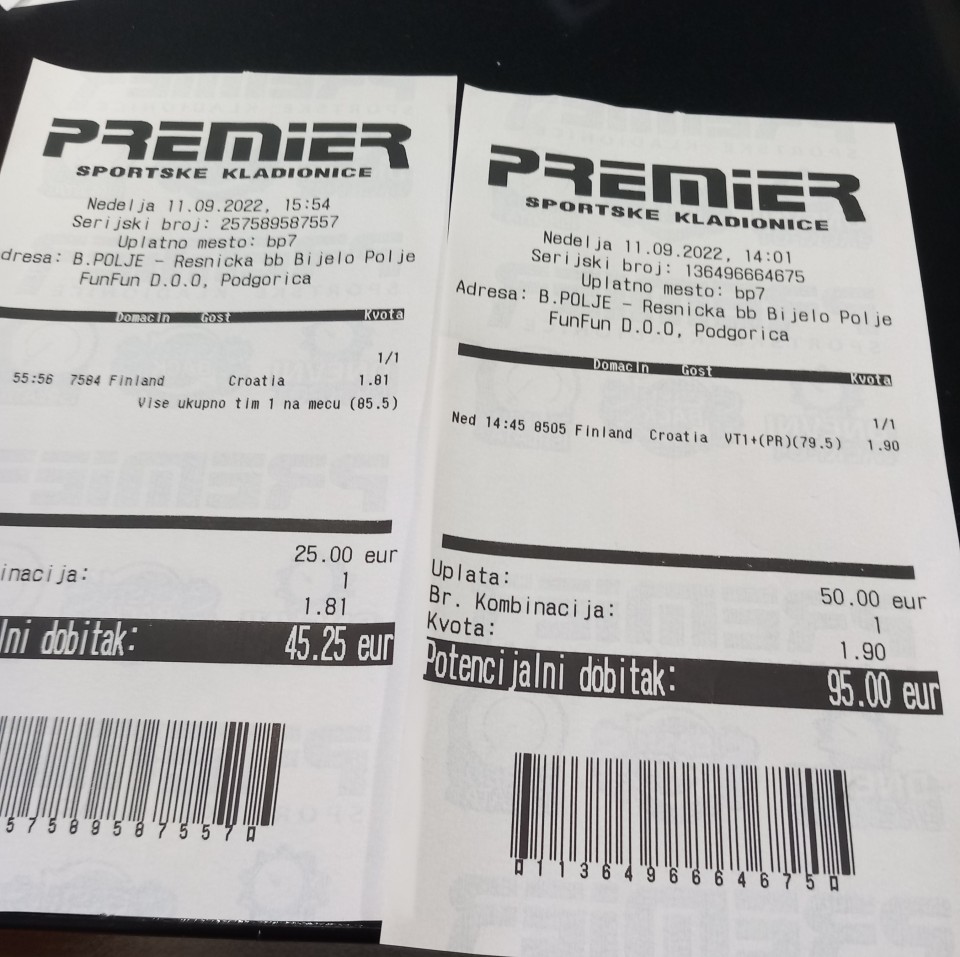 PREMIER
SPORTSKE KLADIONICE
Nedelja 11.09.2022, 15:54
Serijski broj: 257589587557
Uplatno mesto: bp7
dresa: B.POLJE - Resnicka bb Bijelo Polje
FunFun D.O.O, Podgorica
Domacin Gost Kvota
1/1
55:56 7584 Finland Croatia 1.81
Vise ukupno tim 1 na mecu (85.5)
25.00 eur
inacija: 1
1.81
lni dobitak: 45.25 eur
57589587557
PREMIER
SPORTSKE KLADIONICE
Nedelja 11.09.2022, 14:01
Serijski broj: 136496664675
Uplatno mesto: bp7
Adresa: B.POLJE - Resnicka bb Bijelo Polje
FunFun D.O.O, Podgorica
Domacin Gost Kvota
1/1
Ned 14:45 8505 Finland Croatia VT1+(PR)(79.5) 1.90
Uplata: 50.00 eur
Br. Kombinacija: 1
Kvota: 1.90
Potencijalni dobitak: 95.00 eur
1136496664675